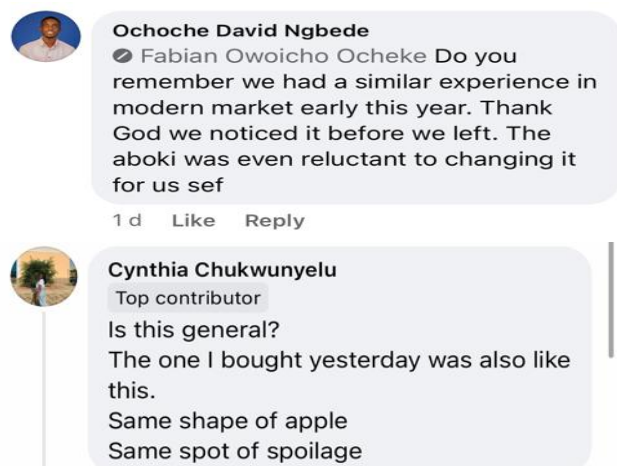 Ochoche David Ngbede
Fabian Owoicho Ocheke Do you
remember we had a similar experience in
modern market early this year. Thank
God we noticed it before we left. The
aboki was even reluctant to changing it
for us sef
1 d Like Reply
Cynthia Chukwunyelu
Top contributor
Is this general?
The one I bought yesterday was also like
this.
Same shape of apple
Same spot of spoilage